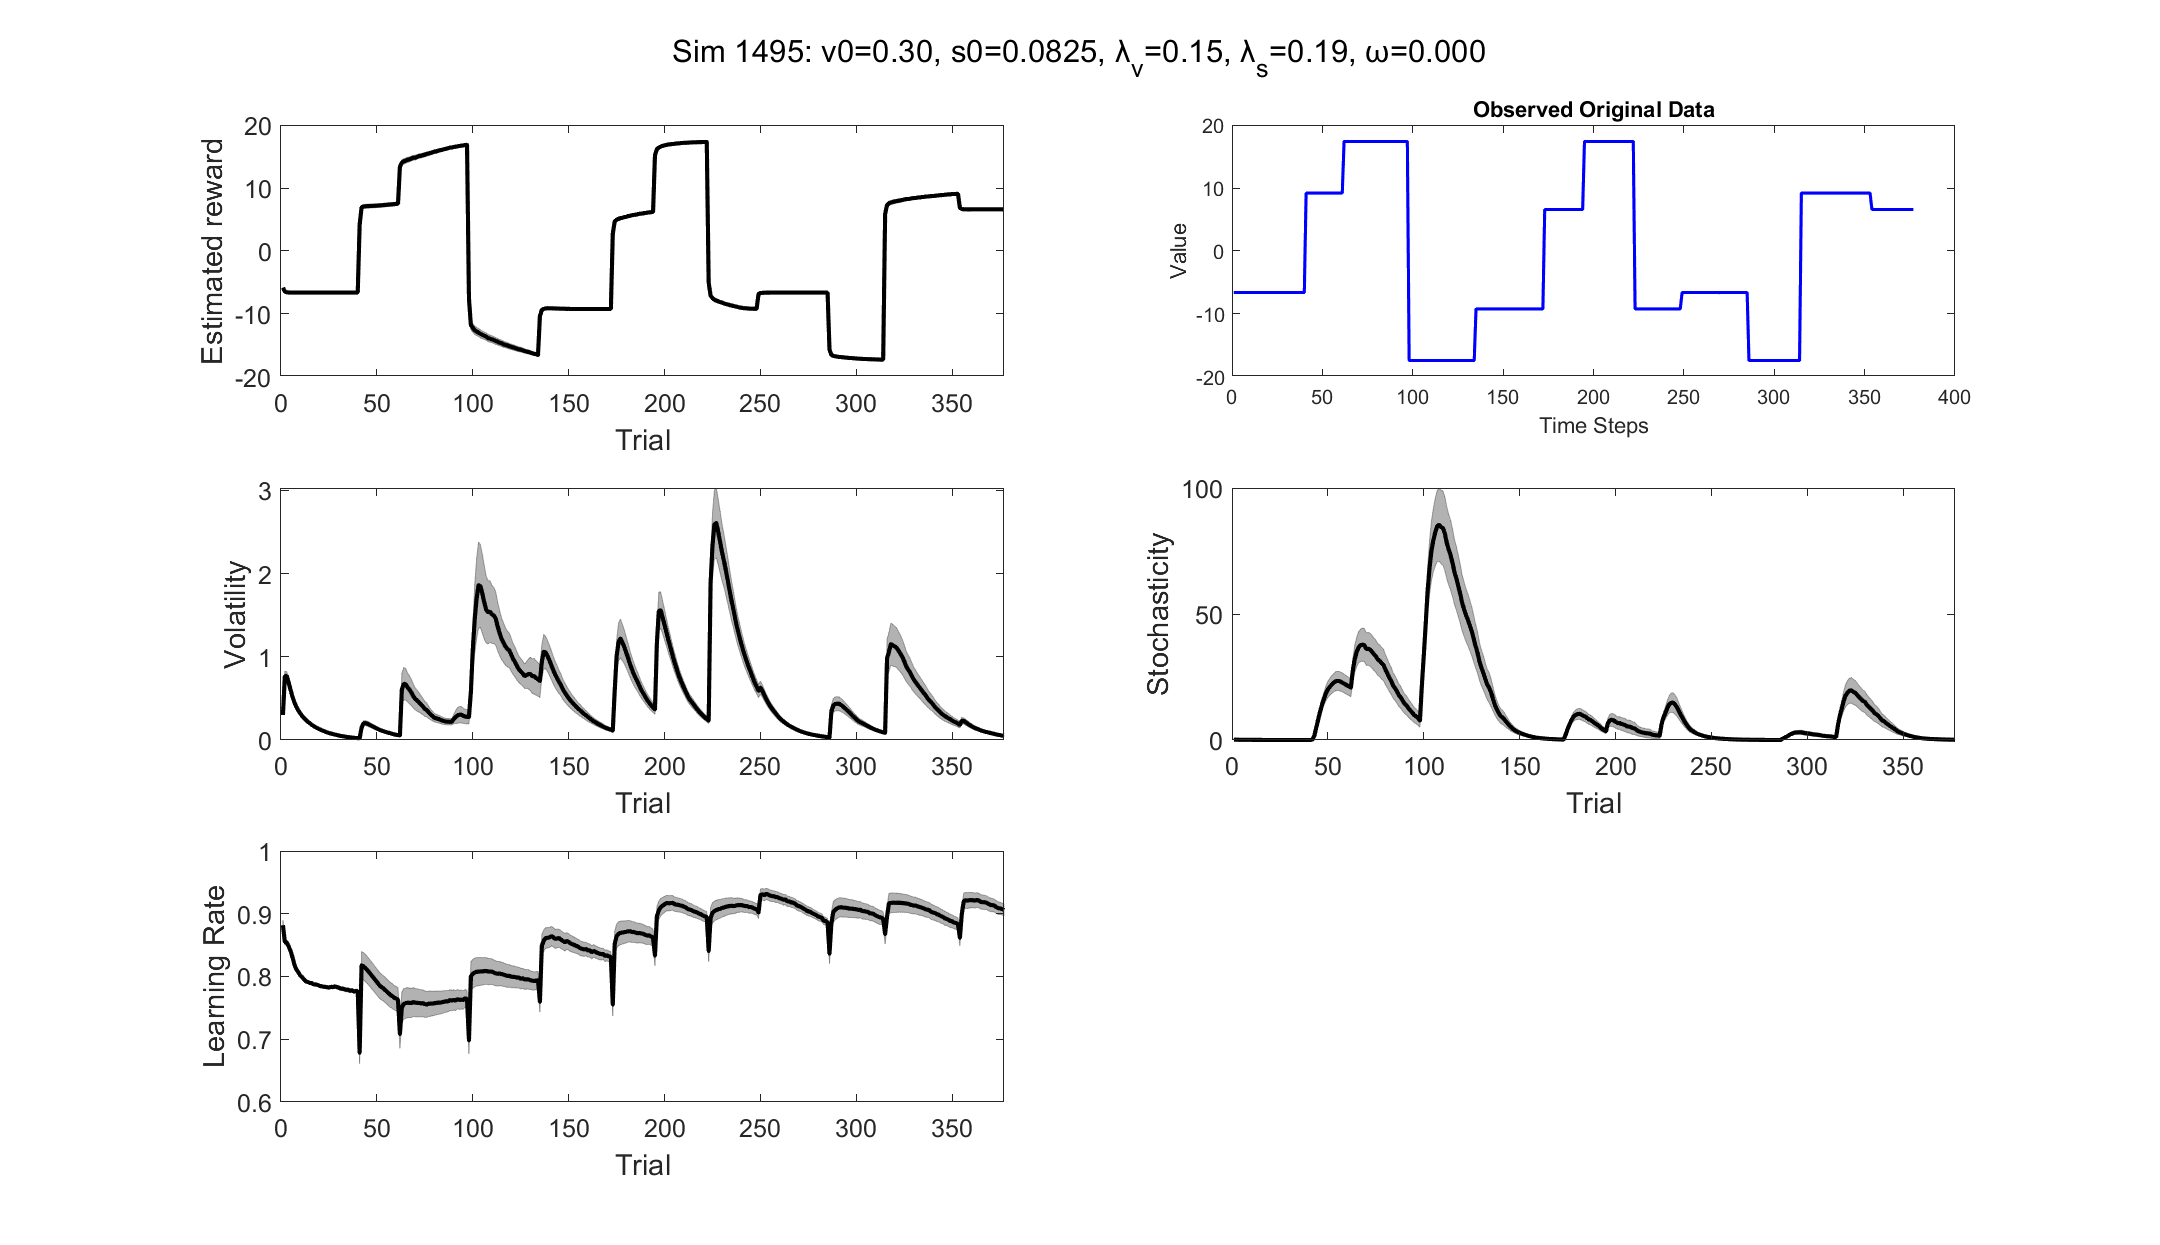 Sim 1495: v0=0.30, s0=0.0825, λv=0.15, λs=0.19, ω=0.000
Estimated reward
20
10
0
-10
-20
0 50 100 150 200 250 300 350
Trial
Observed Original Data
Value
20
10
0
-10
-20
0 50 100 150 200 250 300 350 400
Time Steps
Volatility
3
2
1
0
0 50 100 150 200 250 300 350
Trial
Stochasticity
100
50
0
0 50 100 150 200 250 300 350
Trial
Learning Rate
1
0.9
0.8
0.7
0.6
0 50 100 150 200 250 300 350
Trial